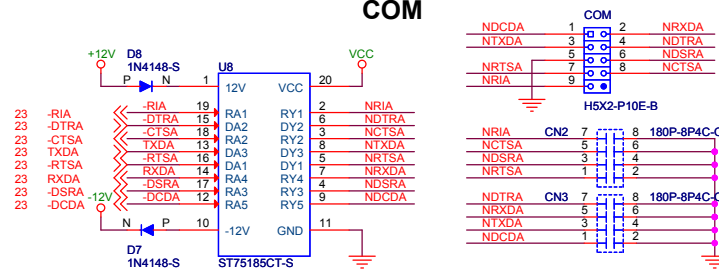 COM
+12V
D8
1N4148-S
P N
U8
VCC
1 12V VCC 20
23 -RIA -RIA 19 RA1 RY1 2 NRIA
23 -DTRA -DTRA 15 DA2 DY2 6 NDTRA
23 -CTSA -CTSA 18 RA2 RY2 3 NCTSA
23 TXDA TXDA 13 DA3 DY3 8 NTXDA
23 -RTSA -RTSA 16 DA1 DY1 5 NRTSA
23 RXDA RXDA 14 RA4 RY4 7 NRXDA
23 -DSRA -DSRA 17 RA3 RY3 4 NDSRA
23 -DCDA -DCDA 12 RA5 RY5 9 NDCDA
-12V
N P
10 -12V GND 11
D7
1N4148-S
ST75185CT-S
COM
NDCDA 1 2 NRXDA
NTXDA 3 4 NDTRA
5 6 NDSRA
NRTSA 7 8 NCTSA
NRIA 9
H5X2-P10E-B
NRIA CN2 7 8 180P-8P4C-
NCTSA 5 6
NDSRA 3 4
NRTSA 1 2
NDTRA CN3 7 8 180P-8P4C-
NRXDA 5 6
NTXDA 3 4
NDCDA 1 2